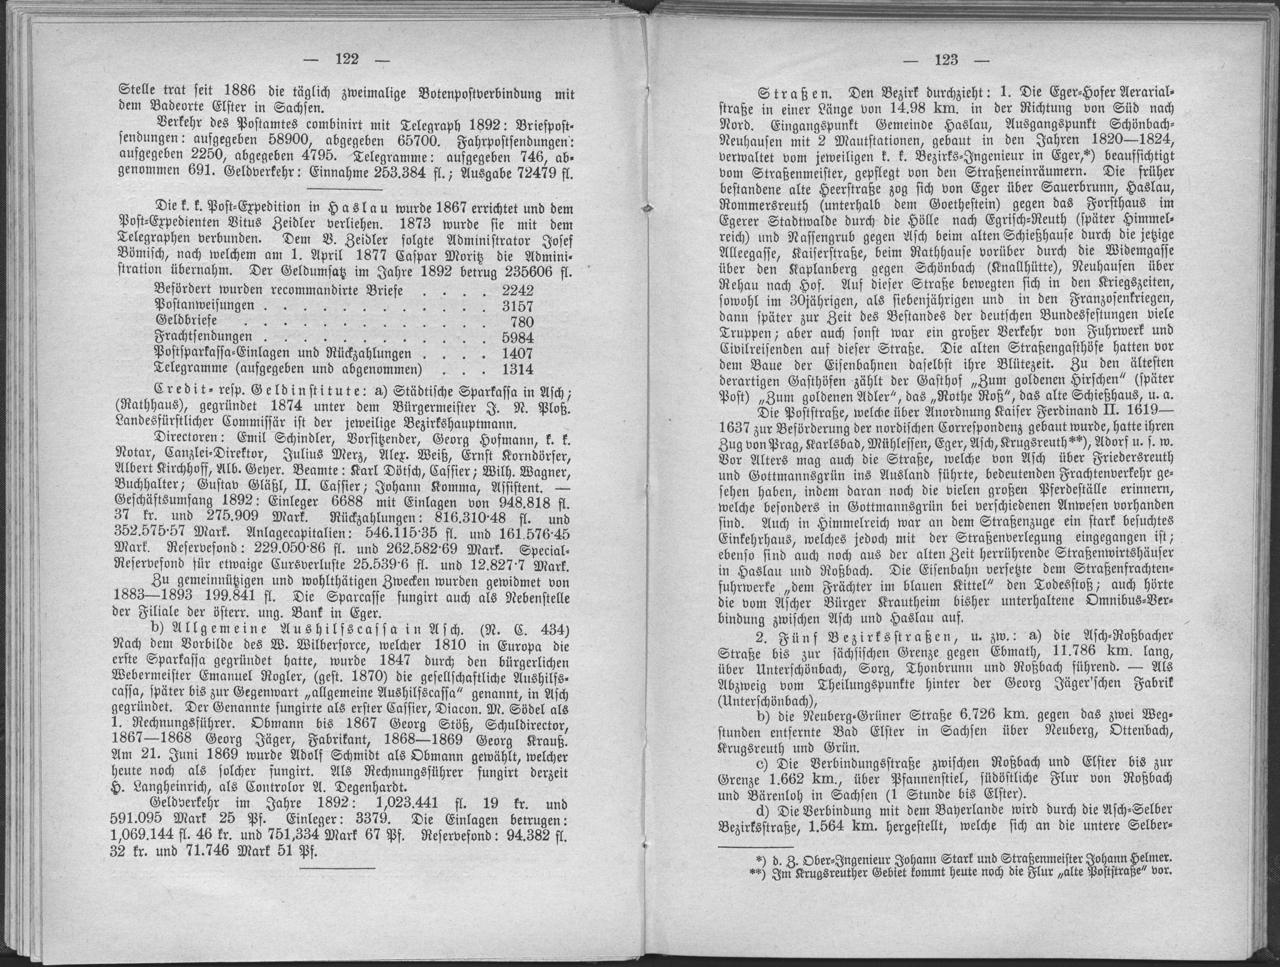 — 122 —
Stelle trat seit 1886 die täglich zweimalige Botenpostverbindung mit
dem Badeorte Elster in Sachsen.
Verkehr des Postamtes combinirt mit Telegraph 1892: Briefpost-
sendungen: aufgegeben 58900, abgegeben 65700. Fahrpostsendungen:
aufgegeben 2250, abgegeben 4795. Telegramme: aufgegeben 746, ab-
genommen 691. Geldverkehr: Einnahme 253.384 fl.; Ausgabe 72479 fl.
Die k. k. Post-Expedition in Haslau wurde 1867 errichtet und dem
Post-Expedienten Vitus Zeidler verliehen. 1873 wurde sie mit dem
Telegraphen verbunden. Dem V. Zeidler folgte Administrator Josef
Bömisch, nach welchem am 1. April 1877 Caspar Moritz die Admini-
stration übernahm. Der Geldumsatz im Jahre 1892 betrug 235606 fl.
Befördert wurden recommandirte Briefe . . . . 2242
Postanweisungen . . . . . . . . . . . 3157
Geldbriefe . . . . . . . . . . . . 780
Frachtsendungen . . . . . . . . . . . 5984
Postsparkassa-Einlagen und Rückzahlungen . . . . 1407
Telegramme (aufgegeben und abgenommen) . . . 1314
Credit- resp. Geldinstitute: a) Städtische Sparkassa in Asch;
(Rathhaus), gegründet 1874 unter dem Bürgermeister J. N. Ploß.
Landesfürstlicher Commissär ist der jeweilige Bezirkshauptmann.
Directoren: Emil Schindler, Vorsitzender, Georg Hofmann, k. k.
Notar, Canzlei-Direktor, Julius Merz, Alex. Weiß, Ernst Korndörfer,
Albert Kirchhoff, Alb. Geyer. Beamte: Karl Dötsch, Cassier; Wilh. Wagner,
Buchhalter; Gustav Gläßl, II. Cassier; Johann Komma, Assistent. —
Geschäftsumfang 1892: Einleger 6688 mit Einlagen von 948.818 fl.
37 kr. und 275.909 Mark. Rückzahlungen: 816.310·48 fl. und
352.575·57 Mark. Anlagecapitalien: 546.115·35 fl. und 161.576·45
Mark. Reservefond: 229.050·86 fl. und 262.582·69 Mark. Special-
Reservefond für etwaige Cursverluste 25.539·6 fl. und 12.827·7 Mark.
Zu gemeinnützigen und wohlthätigen Zwecken wurden gewidmet von
1883—1893 199.841 fl. Die Sparcasse fungirt auch als Nebenstelle
der Filiale der österr. ung. Bank in Eger.
b) Allgemeine Aushilfscassa in Asch. (N. C. 434)
Nach dem Vorbilde des W. Wilberforce, welcher 1810 in Europa die
erste Sparkassa gegründet hatte, wurde 1847 durch den bürgerlichen
Webermeister Emanuel Rogler, (gest. 1870) die gesellschaftliche Aushilfs-
cassa, später bis zur Gegenwart „allgemeine Aushilfscassa" genannt, in Asch
gegründet. Der Genannte fungirte als erster Cassier, Diacon. M. Södel als
1. Rechnungsführer. Obmann bis 1867 Georg Stöß, Schuldirector,
1867—1868 Georg Jäger, Fabrikant, 1868—1869 Georg Krauß.
Am 21. Juni 1869 wurde Adolf Schmidt als Obmann gewählt, welcher
heute noch als solcher fungirt. Als Rechnungsführer fungirt derzeit
H. Langheinrich, als Controlor A. Degenhardt.
Geldverkehr im Jahre 1892: 1,023.441 fl. 19 kr. und
591.095 Mark 25 Pf. Einleger: 3379. Die Einlagen betrugen:
1,069.144 fl. 46 kr. und 751,334 Mark 67 Pf. Reservefond: 94.382 fl.
32 kr. und 71.746 Mark 51 Pf.
— 123 —
Straßen. Den Bezirk durchzieht: 1. Die Eger-Hofer Aerarial-
straße in einer Länge von 14.98 km. in der Richtung von Süd nach
Nord. Eingangspunkt Gemeinde Haslau, Ausgangspunkt Schönbach-
Neuhausen mit 2 Mautstationen, gebaut in den Jahren 1820—1824,
verwaltet vom jeweiligen k. k. Bezirks-Ingenieur in Eger,*) beaufsichtigt
vom Straßenmeister, gepflegt von den Straßeneinräumern. Die früher
bestandene alte Heerstraße zog sich von Eger über Sauerbrunn, Haslau,
Rommersreuth (unterhalb dem Goethestein) gegen das Forsthaus im
Egerer Stadtwalde durch die Hölle nach Egrisch-Reuth (später Himmel-
reich) und Nassengrub gegen Asch beim alten Schießhause durch die jetzige
Alleegasse, Kaiserstraße, beim Rathhause vorüber durch die Widemgasse
über den Kaplanberg gegen Schönbach (Knallhütte), Neuhausen über
Rehau nach Hof. Auf dieser Straße bewegten sich in den Kriegszeiten,
sowohl im 30jährigen, als siebenjährigen und in den Franzosenkriegen,
dann später zur Zeit des Bestandes der deutschen Bundesfestungen viele
Truppen; aber auch sonst war ein großer Verkehr von Fuhrwerk und
Civilreisenden auf dieser Straße. Die alten Straßengasthöse hatten vor
dem Baue der Eisenbahnen daselbst ihre Blütezeit. Zu den ältesten
derartigen Gasthöfen zählt der Gasthof „Zum goldenen Hirschen" (später
Post) „Zum goldenen Adler", das „Rothe Roß", das alte Schießhaus, u. a.
Die Poststraße, welche über Anordnung Kaiser Ferdinand II. 1619—
1637 zur Beförderung der nordischen Correspondenz gebaut wurde, hatte ihren
Zug von Prag, Karlsbad, Mühlessen, Eger, Asch, Krugsreuth**), Adorf u. s. w.
Vor Alters mag auch die Straße, welche von Asch über Friedersreuth
und Gottmannsgrün ins Ausland führte, bedeutenden Frachtenverkehr ge-
sehen haben, indem daran noch die vielen großen Pferdeställe erinnern,
welche besonders in Gottmannsgrün bei verschiedenen Anwesen vorhanden
sind. Auch in Himmelreich war an dem Straßenzuge ein stark besuchtes
Einkehrhaus, welches jedoch mit der Straßenverlegung eingegangen ist;
ebenso sind auch noch aus der alten Zeit herrührende Straßenwirtshäuser
in Haslau und Roßbach. Die Eisenbahn versetzte dem Straßenfrachten-
fuhrwerke „dem Frächter im blauen Kittel" den Todesstoß; auch hörte
die vom Ascher Bürger Krautheim bisher unterhaltene Omnibus-Ver-
bindung zwischen Asch und Haslau auf.
2. Fünf Bezirksstraßen, u. zw.: a) die Asch-Roßbacher
Straße bis zur sächsischen Grenze gegen Ebmath, 11.786 km. lang,
über Unterschönbach, Sorg, Thonbrunn und Roßbach führend. — Als
Abzweig vom Theilungspunkte hinter der Georg Jäger'schen Fabrik
(Unterschönbach),
b) die Neuberg-Grüner Straße 6.726 km. gegen das zwei Weg-
stunden entfernte Bad Elster in Sachsen über Neuberg, Ottenbach,
Krugsreuth und Grün.
c) Die Verbindungsstraße zwischen Roßbach und Elster bis zur
Grenze 1.662 km., über Pfannenstiel, südöstliche Flur von Roßbach
und Bärenloh in Sachsen (1 Stunde bis Elster).
d) Die Verbindung mit dem Bayerlande wird durch die Asch-Selber
Bezirksstraße, 1.564 km. hergestellt, welche sich an die untere Selber-
*) d. Z. Ober-Ingenieur Johann Stark und Straßenmeister Johann Helmer.
**) Im Krugsreuther Gebiet kommt heute noch die Flur „alte Poststraße" vor.